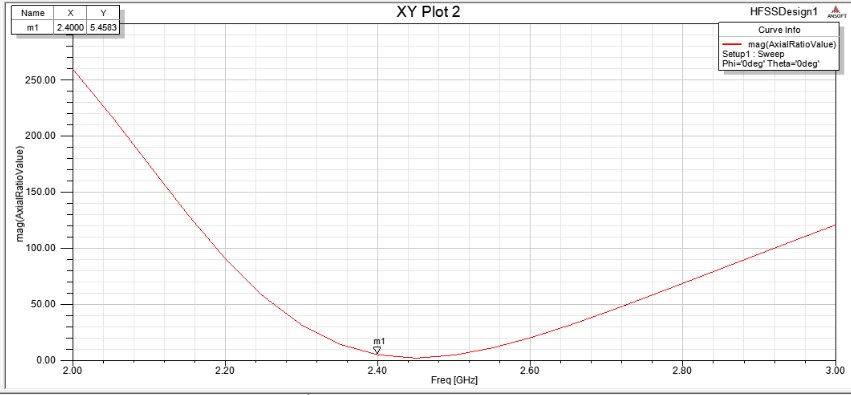 XY Plot 2
HFSSDesign1
ANSOFT
Name X Y
m1 2.4000 5.4583
Curve Info
mag(AxialRatioValue)
Setup1 : Sweep
Phi='0deg' Theta='0deg'
250.00
200.00
150.00
100.00
50.00
0.00
mag(AxialRatioValue)
m1
2.00 2.20 2.40 2.60 2.80 3.00
Freq [GHz]